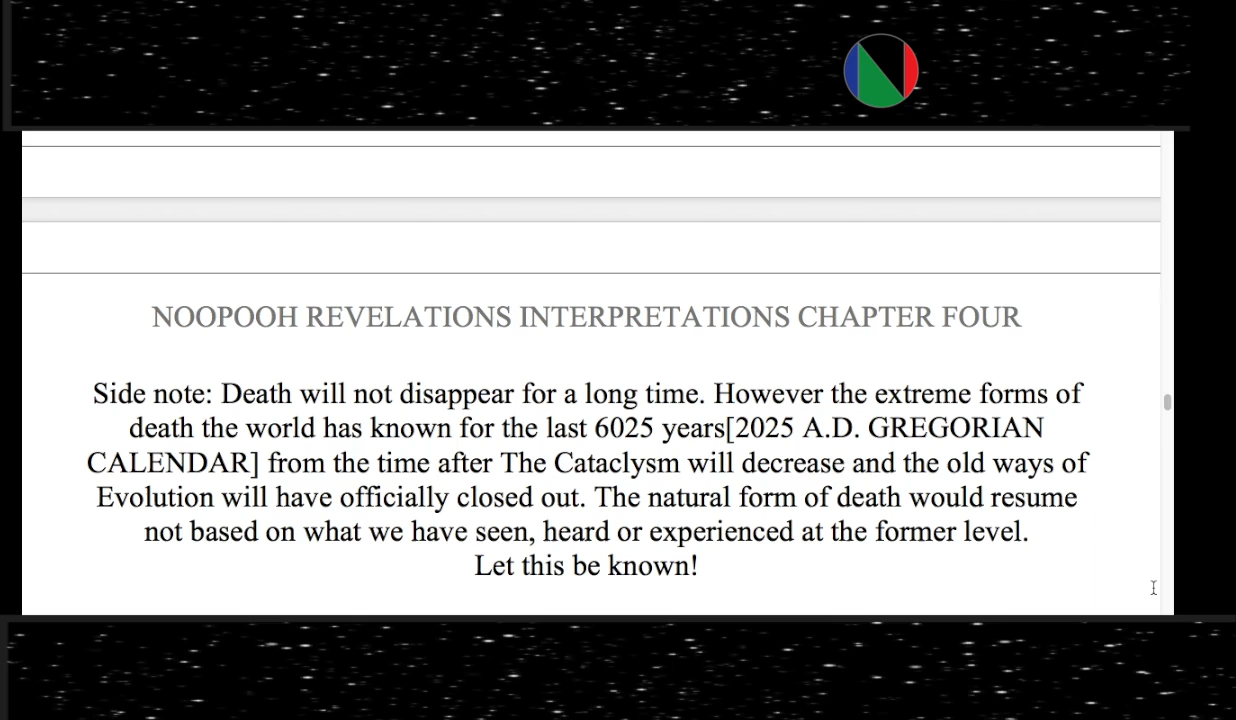 NOOPOOH REVELATIONS INTERPRETATIONS CHAPTER FOUR
Side note: Death will not disappear for a long time. However the extreme forms of
death the world has known for the last 6025 years[2025 A.D. GREGORIAN
CALENDAR] from the time after The Cataclysm will decrease and the old ways of
Evolution will have officially closed out. The natural form of death would resume
not based on what we have seen, heard or experienced at the former level.
Let this be known!